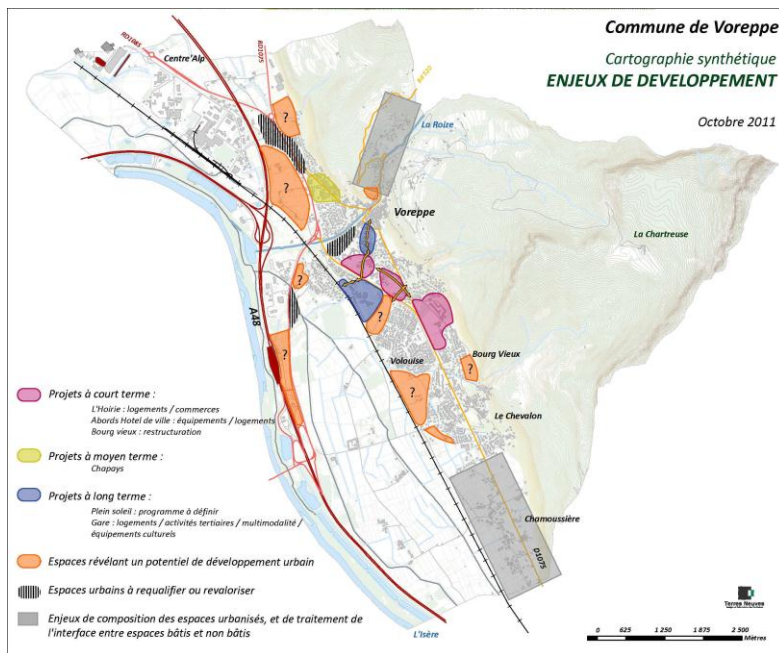 Commune de Voreppe
Cartographie synthétique
ENJEUX DE DEVELOPPEMENT
Octobre 2011
Centre'Alp
RD1075
La Roize
Voreppe
La Chartreuse
?
?
?
?
?
?
?
A48
Volouise
Bourg Vieux
Le Chevalon
Chamoussière
D1075
L'Isère
Projets à court terme :
L'Hoirie : logements / commerces
Abords Hotel de ville : équipements / logements
Bourg vieux : restructuration
Projets à moyen terme :
Chapays
Projets à long terme :
Plein soleil : programme à définir
Gare : logements / activités tertiaires / multimodalité /
équipements culturels
Espaces révélant un potentiel de développement urbain
Espaces urbains à requalifier ou revaloriser
Enjeux de composition des espaces urbanisés, et de traitement de
l'interface entre espaces bâtis et non bâtis
Terres Neuves
0 625 1 250 1 875 2 500
Mètres